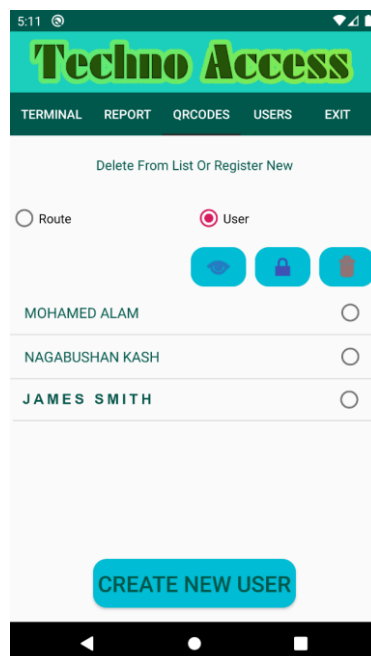 5:11
Techno Access
TERMINAL REPORT QRCODES USERS EXIT
Delete From List Or Register New
Route User
MOHAMED ALAM
NAGABUSHAN KASH
JAMES SMITH
CREATE NEW USER